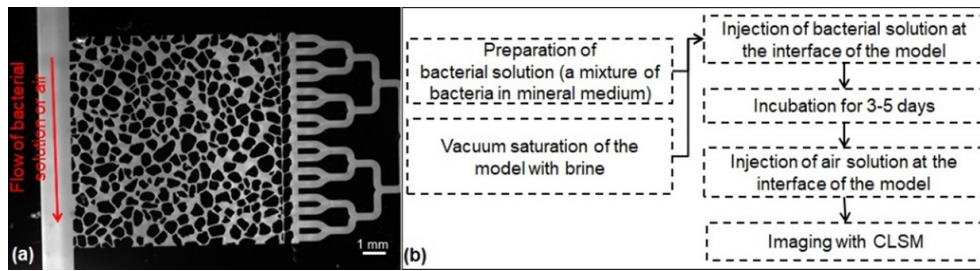 Flow of bacterial
solution or air
(a)
1 mm
Preparation of
bacterial solution (a mixture of
bacteria in mineral medium)
Vacuum saturation of the
model with brine
Injection of bacterial solution at
the interface of the model
Incubation for 3-5 days
Injection of air solution at the
interface of the model
Imaging with CLSM
(b)